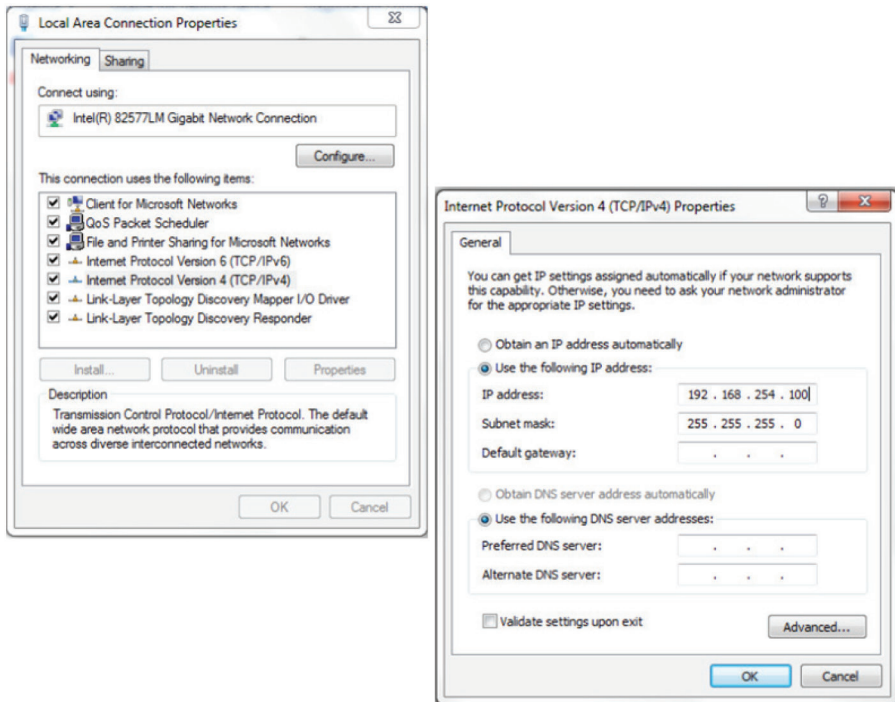 Local Area Connection Properties
Networking
Sharing
Connect using:
Intel(R) 82577LM Gigabit Network Connection
Configure...
This connection uses the following items:
Client for Microsoft Networks
QoS Packet Scheduler
File and Printer Sharing for Microsoft Networks
Internet Protocol Version 6 (TCP/IPv6)
Internet Protocol Version 4 (TCP/IPv4)
Link-Layer Topology Discovery Mapper I/O Driver
Link-Layer Topology Discovery Responder
Install... Uninstall Properties
Description
Transmission Control Protocol/Internet Protocol. The default
wide area network protocol that provides communication
across diverse interconnected networks.
OK Cancel
Internet Protocol Version 4 (TCP/IPv4) Properties
General
You can get IP settings assigned automatically if your network supports
this capability. Otherwise, you need to ask your network administrator
for the appropriate IP settings.
Obtain an IP address automatically
Use the following IP address:
IP address: 192 . 168 . 254 . 100
Subnet mask: 255 . 255 . 255 . 0
Default gateway: . . .
Obtain DNS server address automatically
Use the following DNS server addresses:
Preferred DNS server: . . .
Alternate DNS server: . . .
Validate settings upon exit
Advanced...
OK Cancel